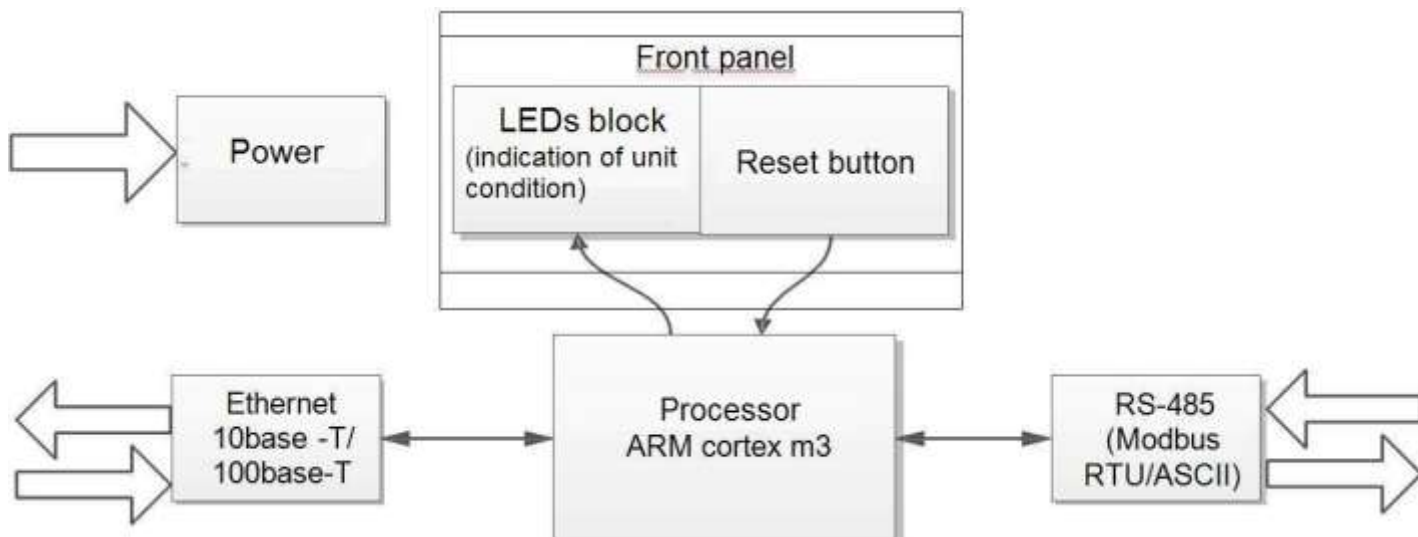 Front panel
Power
LEDs block
(indication of unit
condition)
Reset button
Ethernet
10base -T/
100base-T
Processor
ARM cortex m3
RS-485
(Modbus
RTU/ASCII)